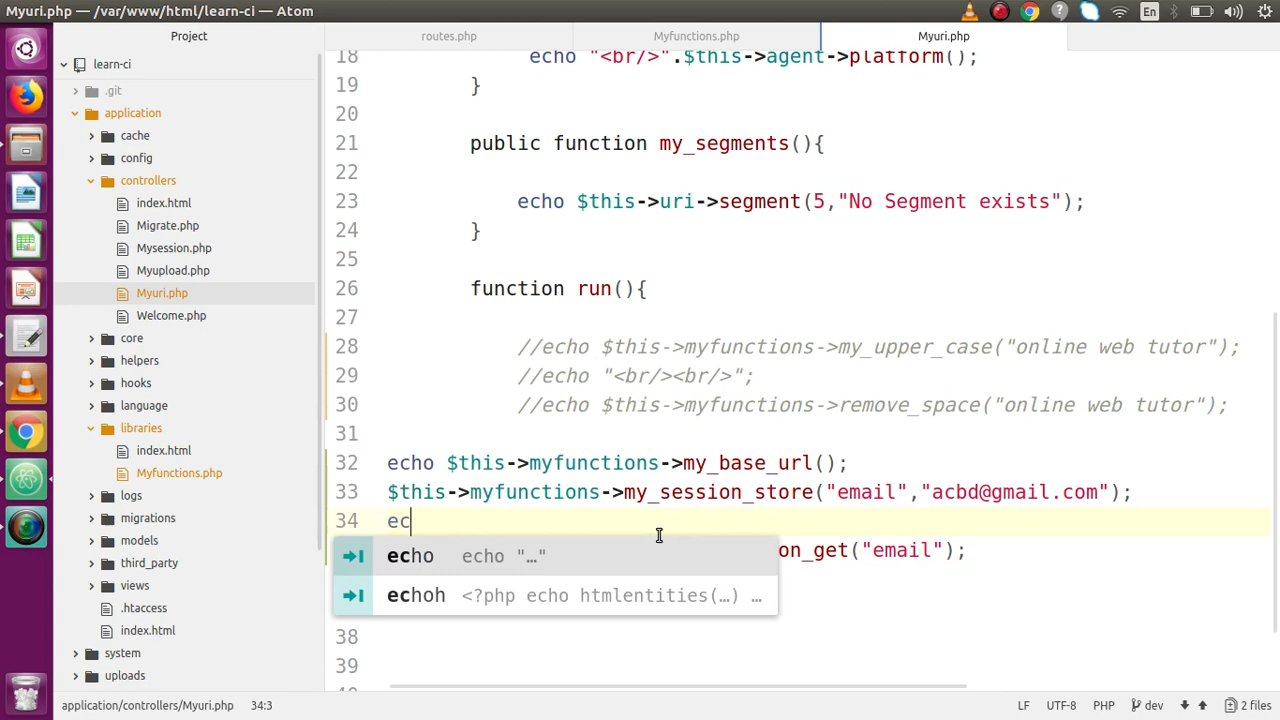 Myuri.php — /var/www/html/learn-ci — Atom
En
Project
routes.php
Myfunctions.php
Myuri.php
learn-ci
.git
application
cache
config
controllers
index.html
Migrate.php
Mysession.php
Myupload.php
Myuri.php
Welcome.php
core
helpers
hooks
language
libraries
index.html
Myfunctions.php
logs
migrations
models
third_party
views
.htaccess
index.html
system
uploads
18 echo "<br/>".$this->agent->platform();
19 }
20
21 public function my_segments(){
22
23 echo $this->uri->segment(5,"No Segment exists");
24 }
25
26 function run(){
27
28 //echo $this->myfunctions->my_upper_case("online web tutor");
29 //echo "<br/><br/>";
30 //echo $this->myfunctions->remove_space("online web tutor");
31
32 echo $this->myfunctions->my_base_url();
33 $this->myfunctions->my_session_store("email","acbd@gmail.com");
34 ec
on_get("email");
echo echo "…"
echoh <?php echo htmlentities(…) …
38
39
application/controllers/Myuri.php 34:3
LF UTF-8 PHP dev 2 files